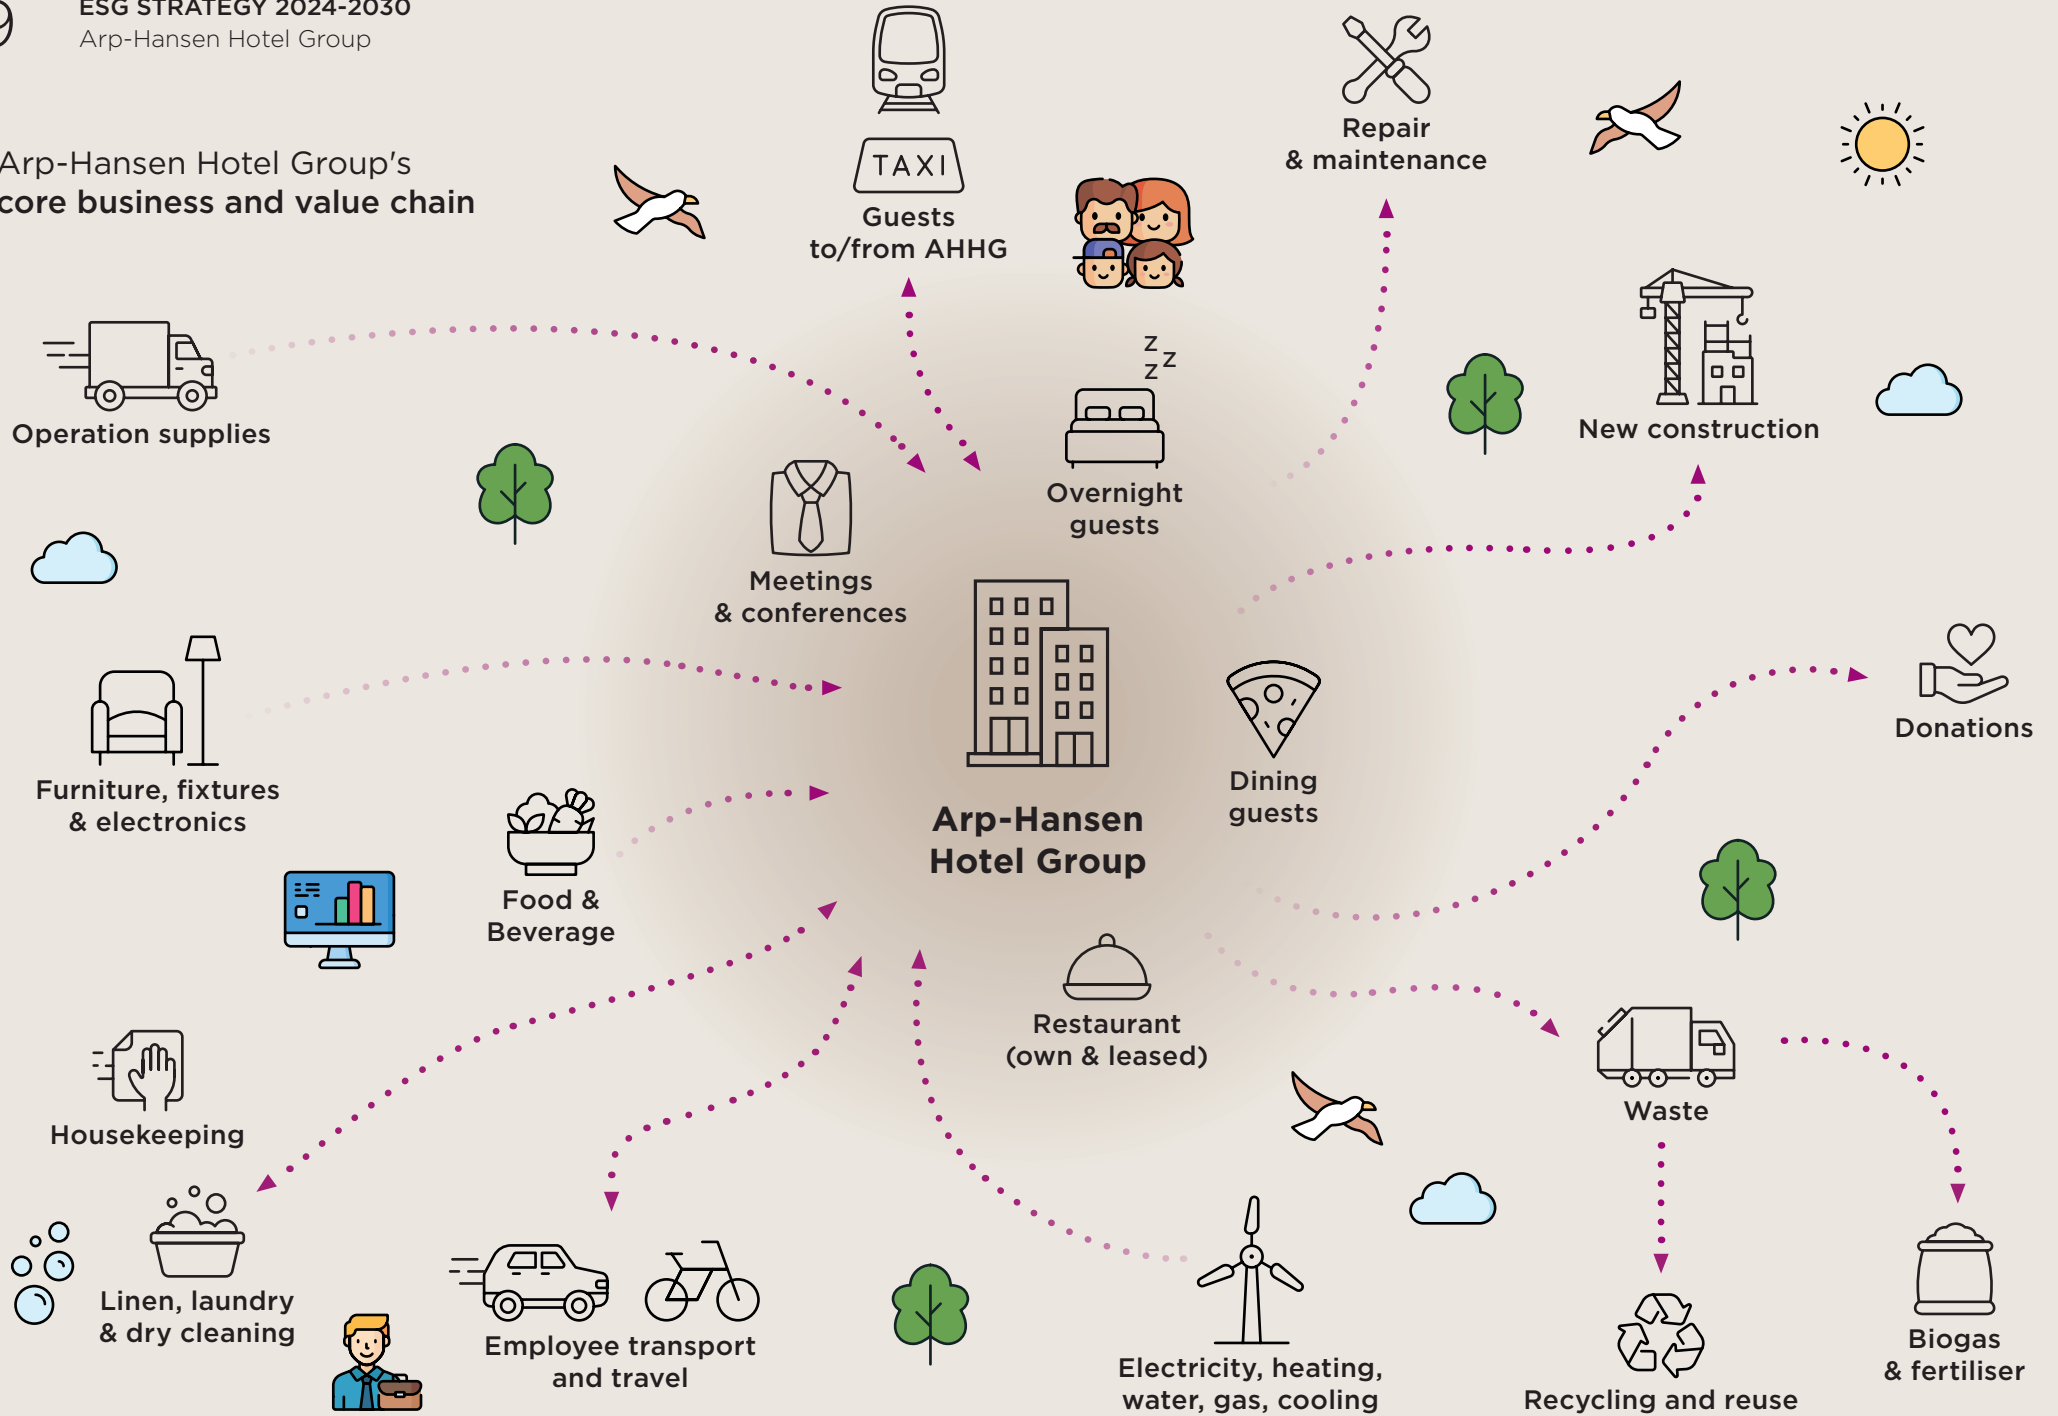 9
ESG STRATEGY 2024-2030
Arp-Hansen Hotel Group
Arp-Hansen Hotel Group's
core business and value chain
TAXI
Guests
to/from AHHG
Repair
& maintenance
Operation supplies
New construction
z
z
z
Overnight
guests
Meetings
& conferences
Furniture, fixtures
& electronics
Donations
Dining
guests
Arp-Hansen
Hotel Group
Food &
Beverage
Restaurant
(own & leased)
Housekeeping
Waste
Linen, laundry
& dry cleaning
Employee transport
and travel
Electricity, heating,
water, gas, cooling
Recycling and reuse
Biogas
& fertiliser